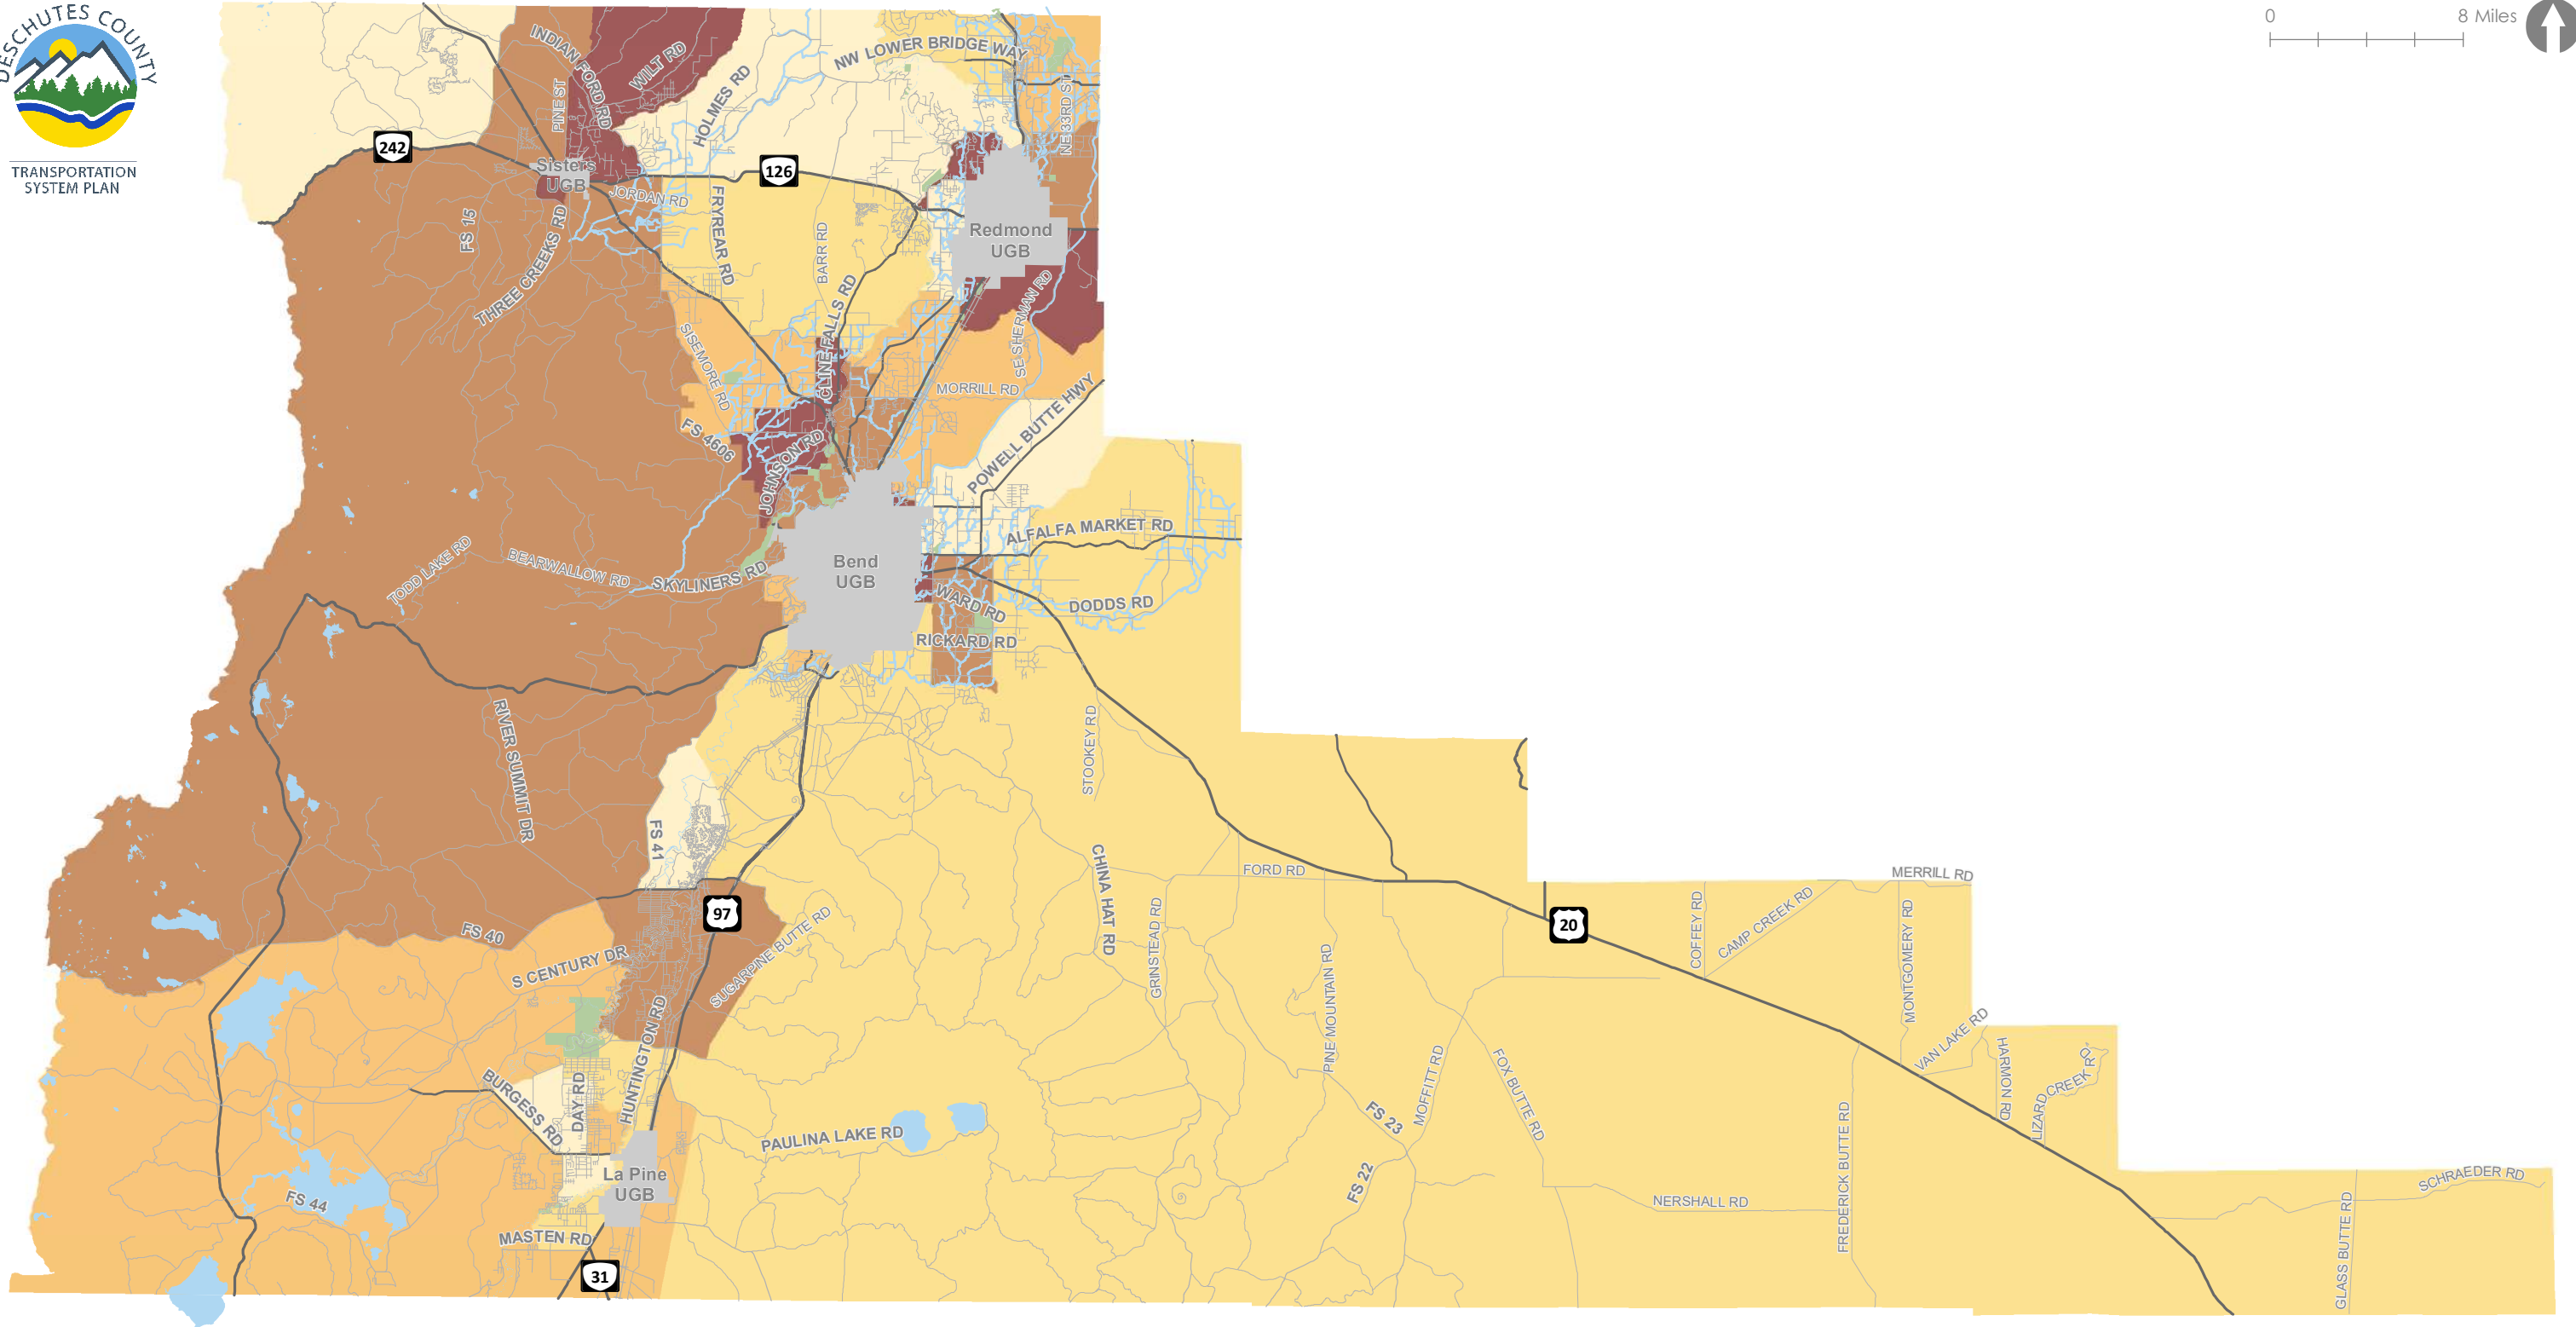 DESCHUTES COUNTY
TRANSPORTATION
SYSTEM PLAN
0
8 Miles
INDIAN FORD RD
WILT RD
PINE ST
HOLMES RD
NW LOWER BRIDGE WAY
NE 33RD ST
242
126
Sisters
UGB
JORDAN RD
FRYREAR RD
BARR RD
FS 15
THREE CREEKS RD
Redmond
UGB
CLINE FALLS RD
SE SHERMAN RD
SISEMORE RD
MORRILL RD
POWELL BUTTE HWY
FS 4606
JOHNSON RD
ALFALFA MARKET RD
TODD LAKE RD
BEARWALLOW RD
SKYLINERS RD
Bend
UGB
WARD RD
DODDS RD
RICKARD RD
RIVER SUMMIT DR
STOOKEY RD
FS 41
CHINA HAT RD
FORD RD
MERRILL RD
97
20
SUGARPINE BUTTE RD
GRINSTEAD RD
COFFEY RD
CAMP CREEK RD
MONTGOMERY RD
FS 40
S CENTURY DR
PINE MOUNTAIN RD
HUNTINGTON RD
VAN LAKE RD
HARMON RD
LIZARD CREEK RD
BURGESS RD
DAY RD
MOFFITT RD
FOX BUTTE RD
FS 23
PAULINA LAKE RD
FREDERICK BUTTE RD
La Pine
UGB
FS 44
FS 22
NERSHALL RD
SCHRAEDER RD
GLASS BUTTE RD
MASTEN RD
31